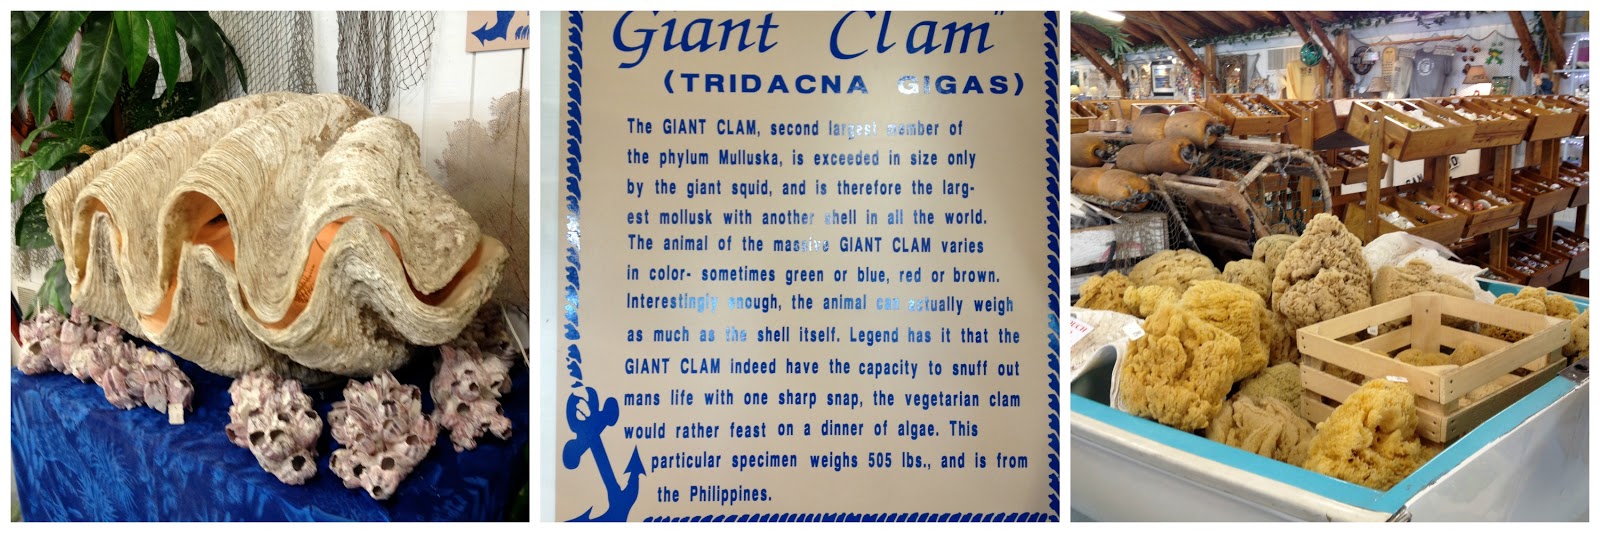 Giant Clam"
(TRIDACNA GIGAS)
The GIANT CLAM, second largest member of
the phylum Mulluska, is exceeded in size only
by the giant squid, and is therefore the larg-
est mollusk with another shell in all the world.
The animal of the massive GIANT CLAM varies
in color- sometimes green or blue, red or brown.
Interestingly enough, the animal can actually weigh
as much as the shell itself. Legend has it that the
GIANT CLAM indeed have the capacity to snuff out
mans life with one sharp snap, the vegetarian clam
would rather feast on a dinner of algae. This
particular specimen weighs 505 lbs., and is from
the Philippines.